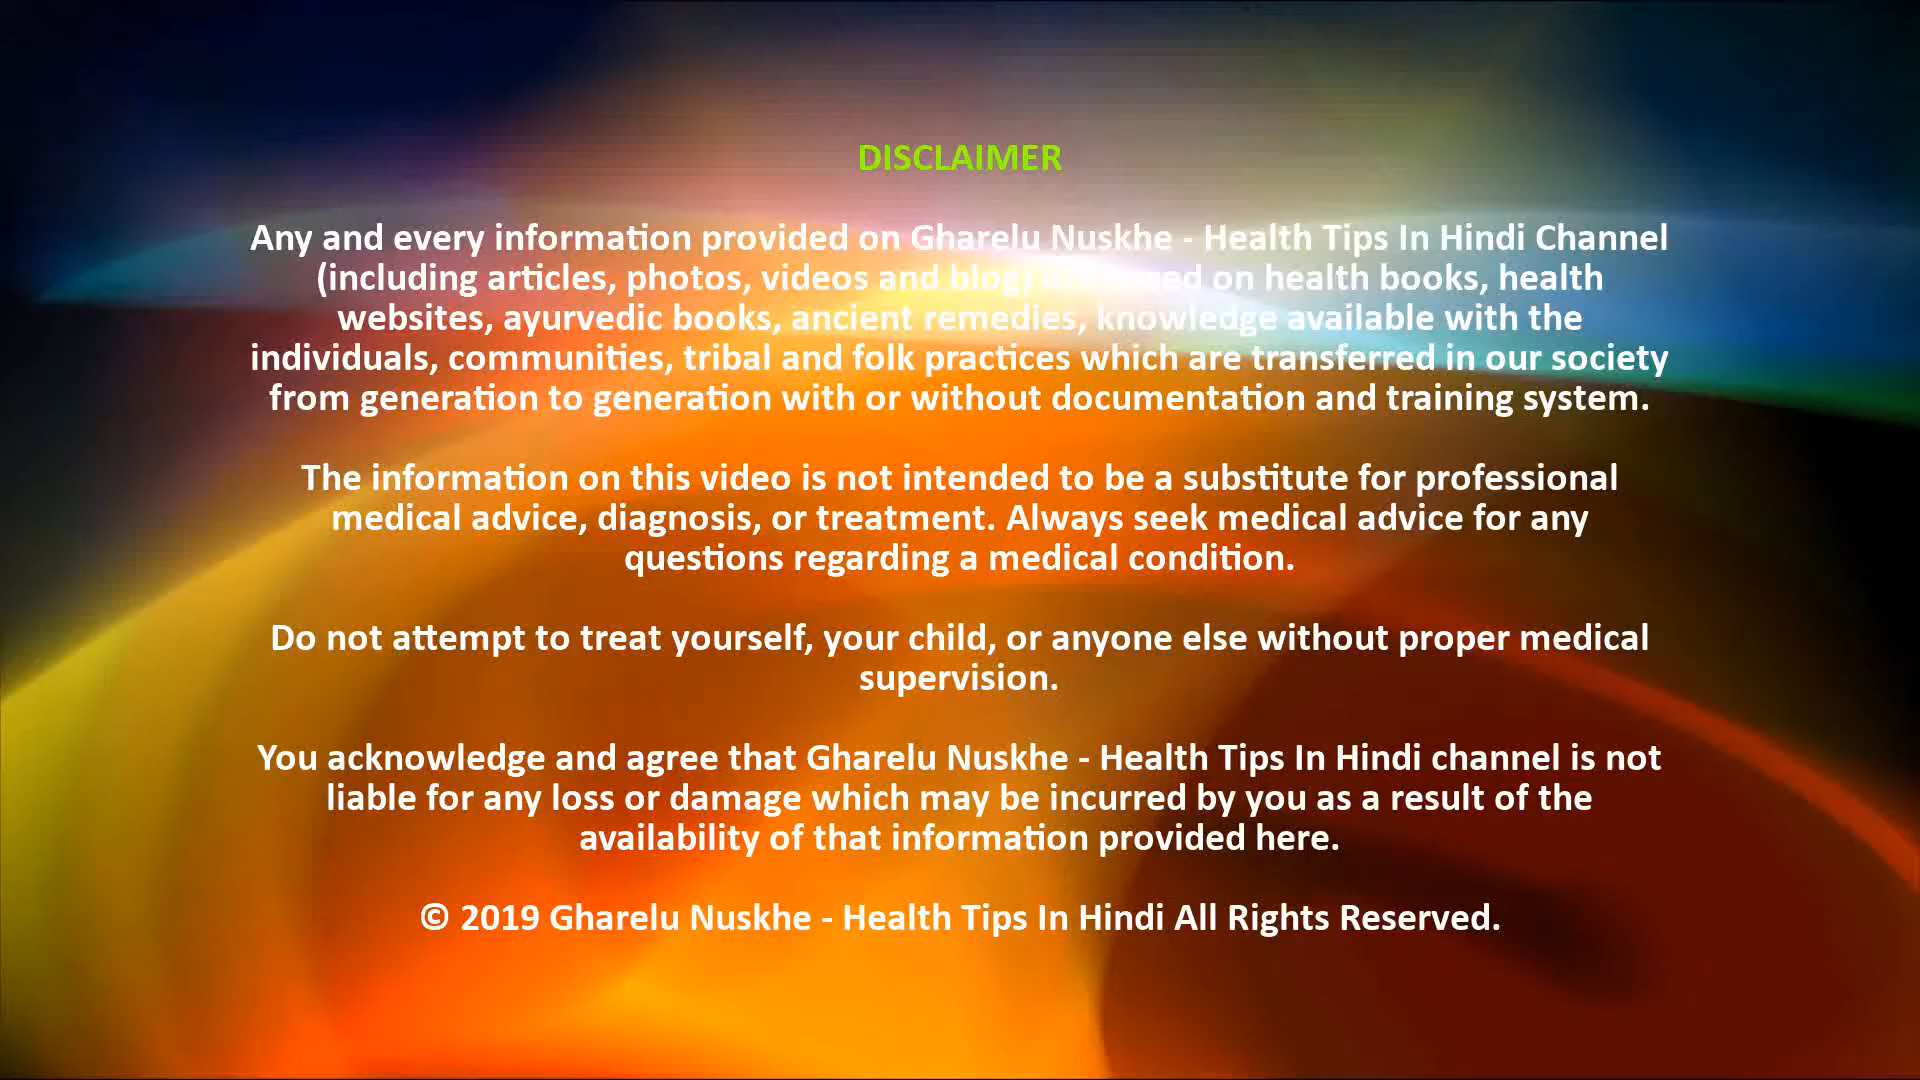 DISCLAIMER
Any and every information provided on Gharelu Nuskhe - Health Tips In Hindi Channel
(including articles, photos, videos and blog) on health books, health
websites, ayurvedic books, ancient remedies, knowledge available with the
individuals, communities, tribal and folk practices which are transferred in our society
from generation to generation with or without documentation and training system.
The information on this video is not intended to be a substitute for professional
medical advice, diagnosis, or treatment. Always seek medical advice for any
questions regarding a medical condition.
Do not attempt to treat yourself, your child, or anyone else without proper medical
supervision.
You acknowledge and agree that Gharelu Nuskhe - Health Tips In Hindi channel is not
liable for any loss or damage which may be incurred by you as a result of the
availability of that information provided here.
© 2019 Gharelu Nuskhe - Health Tips In Hindi All Rights Reserved.